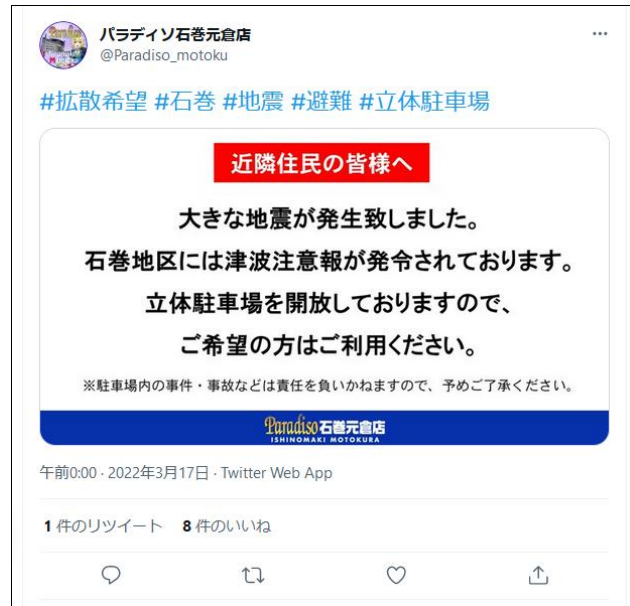 パラディソ石巻元倉店
@Paradiso_motoku
#拡散希望 #石巻 #地震 #避難 #立体駐車場
近隣住民の皆様へ
大きな地震が発生致しました。
石巻地区には津波注意報が発令されております。
立体駐車場を開放しておりますので、
ご希望の方はご利用ください。
※駐車場内の事件・事故などは責任を負いかねますので、予めご了承ください。
Paradiso石巻元倉店
ISHINOMAKI MOTOKURA
午前0:00 · 2022年3月17日 · Twitter Web App
1 件のリツイート 8 件のいいね